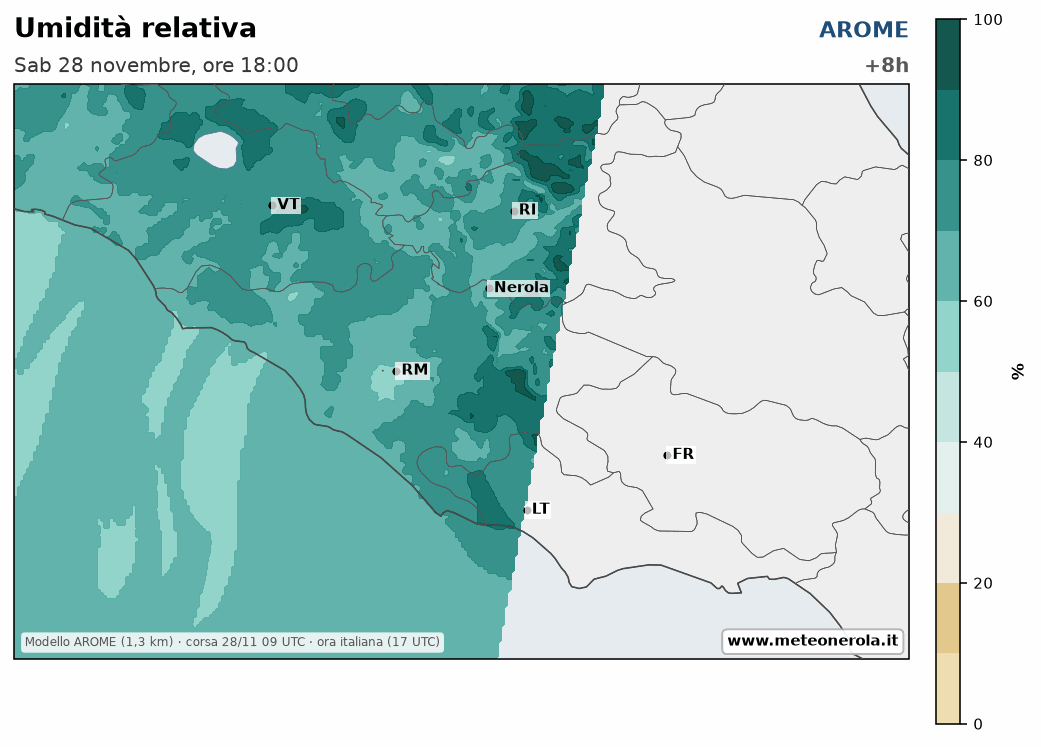 Umidità relativa
AROME
Sab 28 novembre, ore 18:00
+8h
VT
RI
Nerola
RM
FR
LT
Modello AROME (1,3 km) · corsa 28/11 09 UTC · ora italiana (17 UTC)
www.meteonerola.it
100
80
60
40
20
0
%